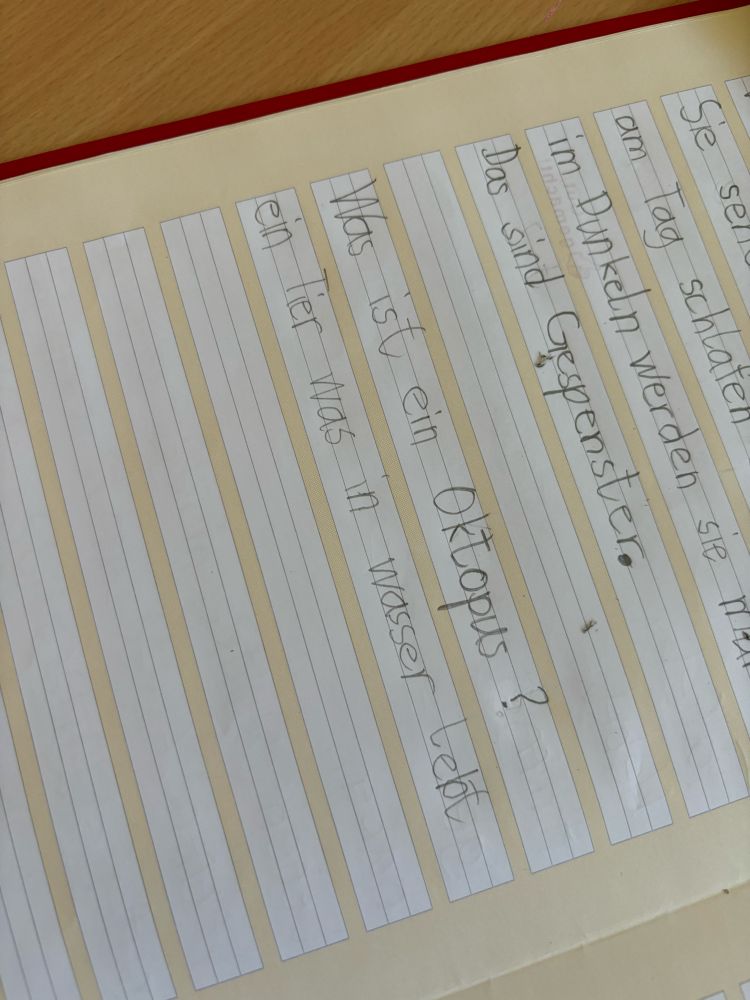 Sie
am Tag schlafen
im Dunkeln werden sie
Das sind Gespenster.
Was ist ein Oktopus?
ein Tier was in wasser Lebt